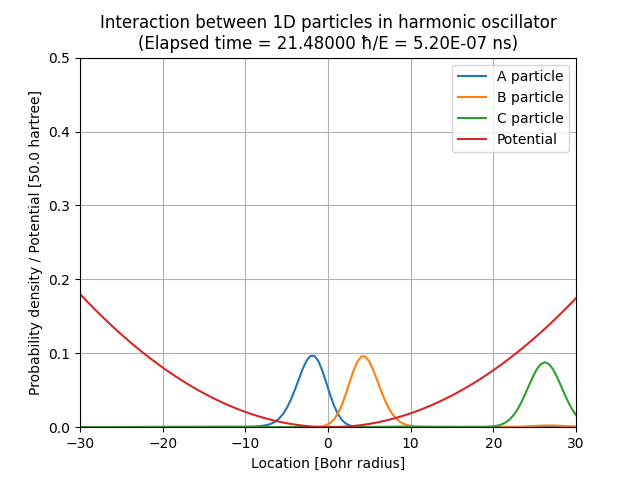 Interaction between 1D particles in harmonic oscillator
(Elapsed time = 21.48000 ħ/E = 5.20E-07 ns)
Probability density / Potential [50.0 hartree]
0.5
0.4
0.3
0.2
0.1
0.0
A particle
B particle
C particle
Potential
−30
−20
−10
0
10
20
30
Location [Bohr radius]